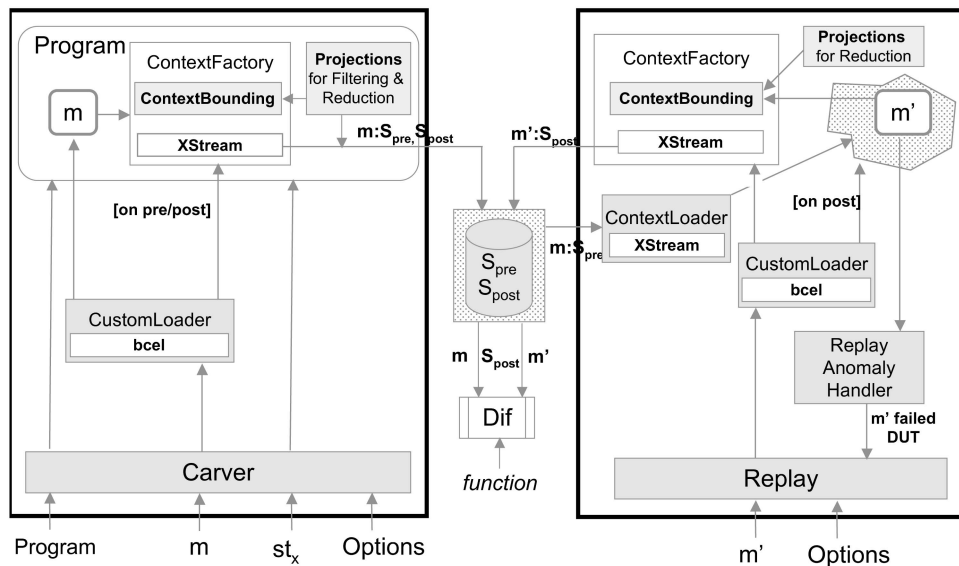 Program
ContextFactory
Projections
for Filtering &
Reduction
ContextBounding
m
XStream
m:Spre,Spost
[on pre/post]
CustomLoader
bcel
Carver
Program
m
stx
Options
m':Spost
Spre
Spost
m:Spre
m
Spost
m'
Dif
function
ContextFactory
Projections
for Reduction
ContextBounding
m'
XStream
ContextLoader
XStream
[on post]
CustomLoader
bcel
Replay
Anomaly
Handler
m' failed
DUT
Replay
m'
Options